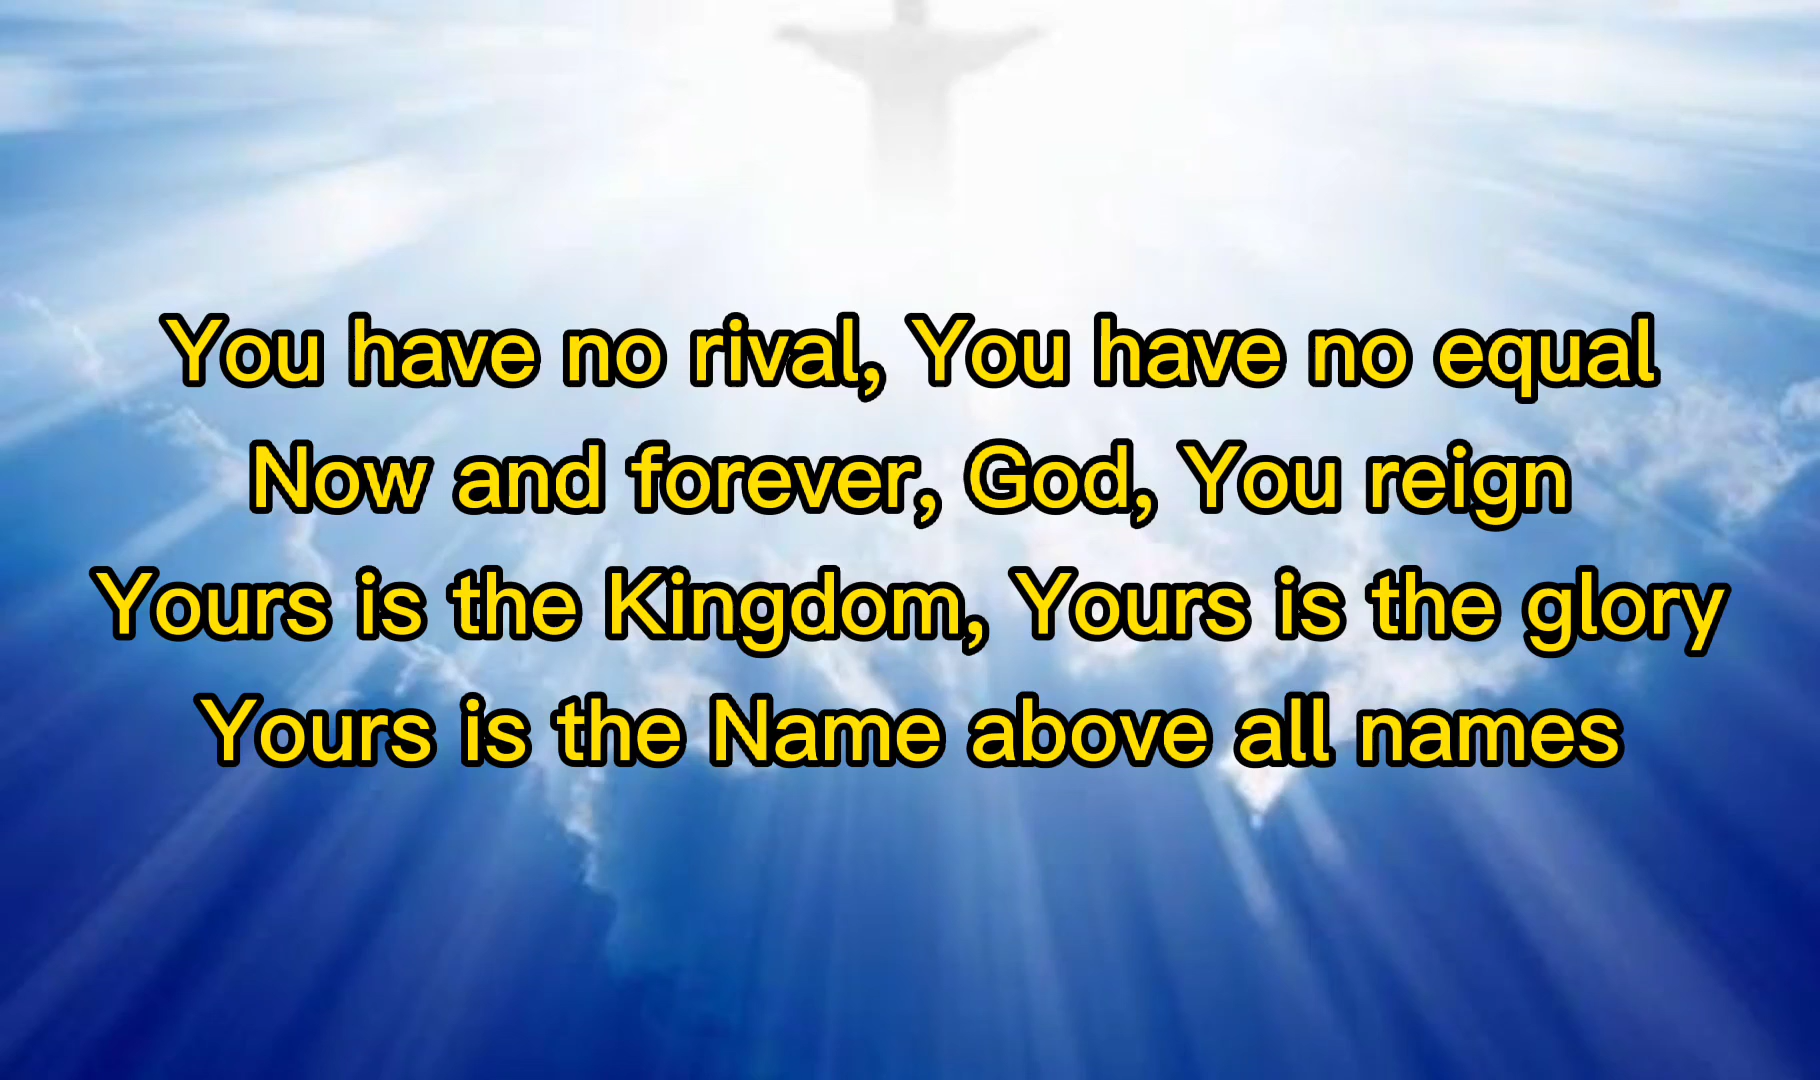 You have no rival, You have no equal
Now and forever, God, You reign
Yours is the Kingdom, Yours is the glory
Yours is the Name above all names